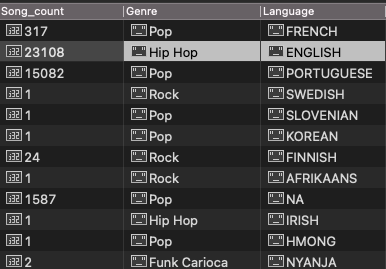 Song_count Genre Language
317 Pop FRENCH
23108 Hip Hop ENGLISH
15082 Pop PORTUGUESE
1 Rock SWEDISH
1 Pop SLOVENIAN
1 Pop KOREAN
24 Rock FINNISH
1 Rock AFRIKAANS
1587 Pop NA
1 Hip Hop IRISH
1 Pop HMONG
2 Funk Carioca NYANJA